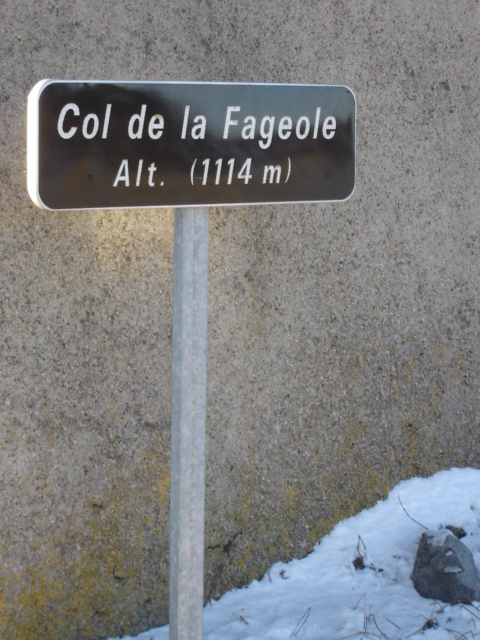 Col de la Fageole
Alt. (1114 m)